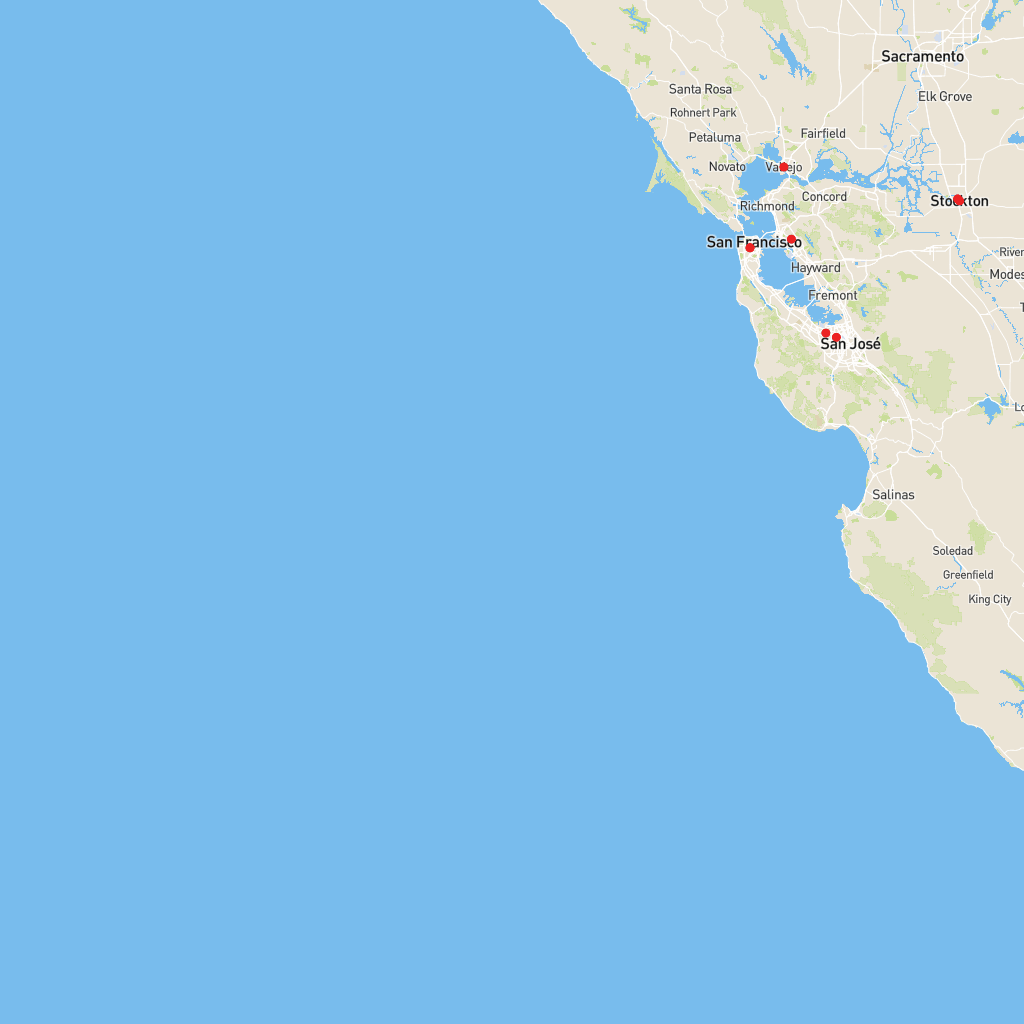 Sacramento
Santa Rosa
Elk Grove
Rohnert Park
Fairfield
Petaluma
Novato
Vallejo
Concord
Stockton
Richmond
San Francisco
River
Hayward
Modes
Fremont
San José
Lo
Salinas
Soledad
Greenfield
King City